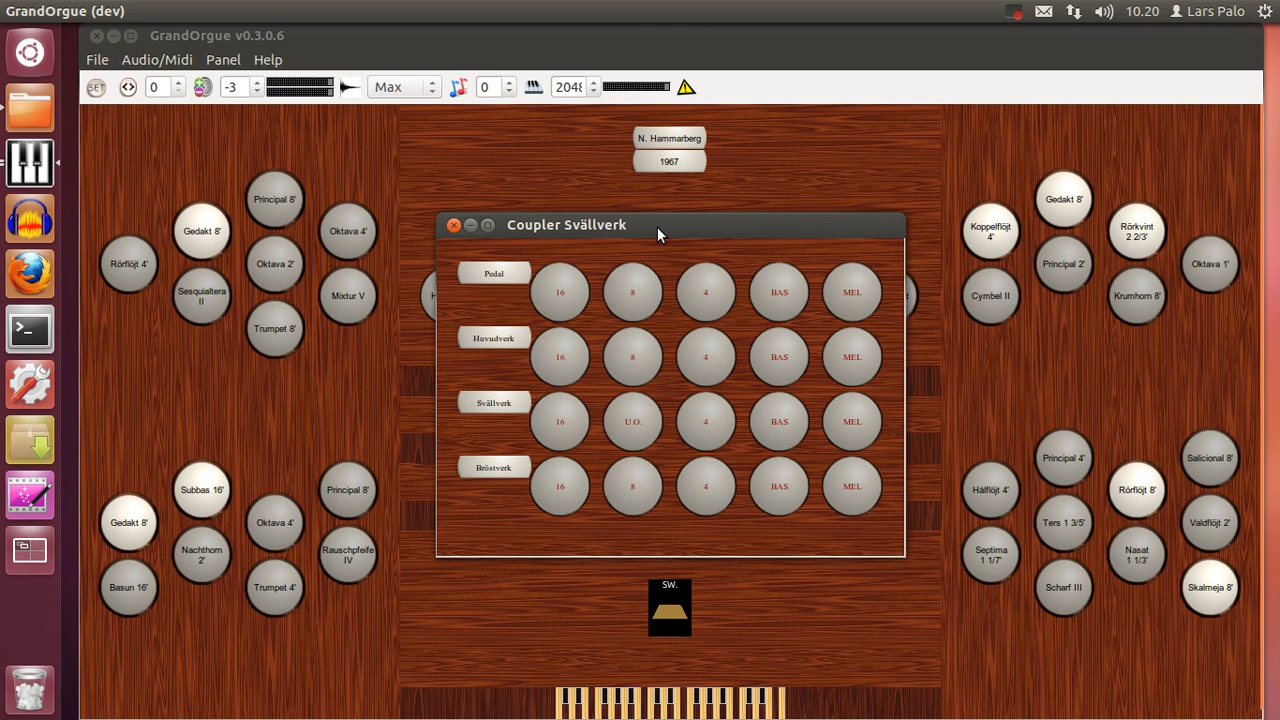 GrandOrgue (dev)
10.20
Lars Palo
GrandOrgue v0.3.0.6
File
Audio/Midi
Panel
Help
SET
0
-3
Max
0
2048
N. Hammarberg
1967
Principal 8'
Gedakt 8'
Oktava 4'
Rörflöjt 4'
Oktava 2'
Sesquialtera
II
Mixtur V
Trumpet 8'
Gedakt 8'
Koppelflöjt
4'
Rörkvint
2 2/3'
Principal 2'
Oktava 1'
Cymbel II
Krumhorn 8'
Coupler Svällverk
Pedal
16
8
4
BAS
MEL
Huvudverk
16
8
4
BAS
MEL
Svällverk
16
U.O.
4
BAS
MEL
Bröstverk
16
8
4
BAS
MEL
Subbas 16'
Principal 8'
Gedakt 8'
Oktava 4'
Nachthorn
2'
Rauschpfeife
IV
Basun 16'
Trumpet 4'
Principal 4'
Salicional 8'
Hålflöjt 4'
Rörflöjt 8'
Ters 1 3/5'
Valdflöjt 2'
Septima
1 1/7'
Nasat
1 1/3'
Scharf III
Skalmeja 8'
SW.